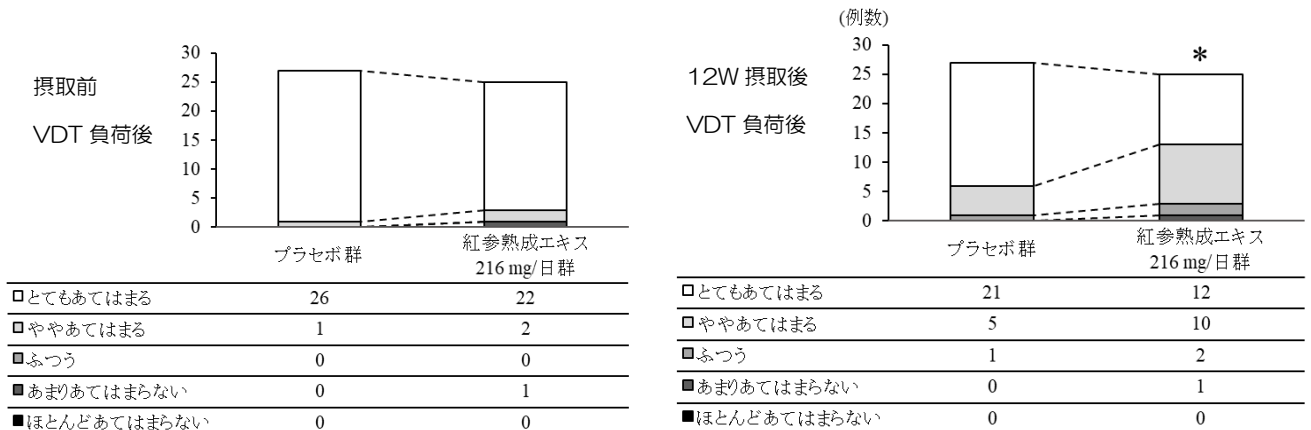 摂取前
VDT 負荷後
30
25
20
15
10
5
0
プラセボ群
紅参熟成エキス
216 mg/日群
とてもあてはまる 26 22
ややあてはまる 1 2
ふつう 0 0
あまりあてはまらない 0 1
ほとんどあてはまらない 0 0
(例数)
12W 摂取後
VDT 負荷後
30
25
20
15
10
5
0
*
プラセボ群
紅参熟成エキス
216 mg/日群
とてもあてはまる 21 12
ややあてはまる 5 10
ふつう 1 2
あまりあてはまらない 0 1
ほとんどあてはまらない 0 0